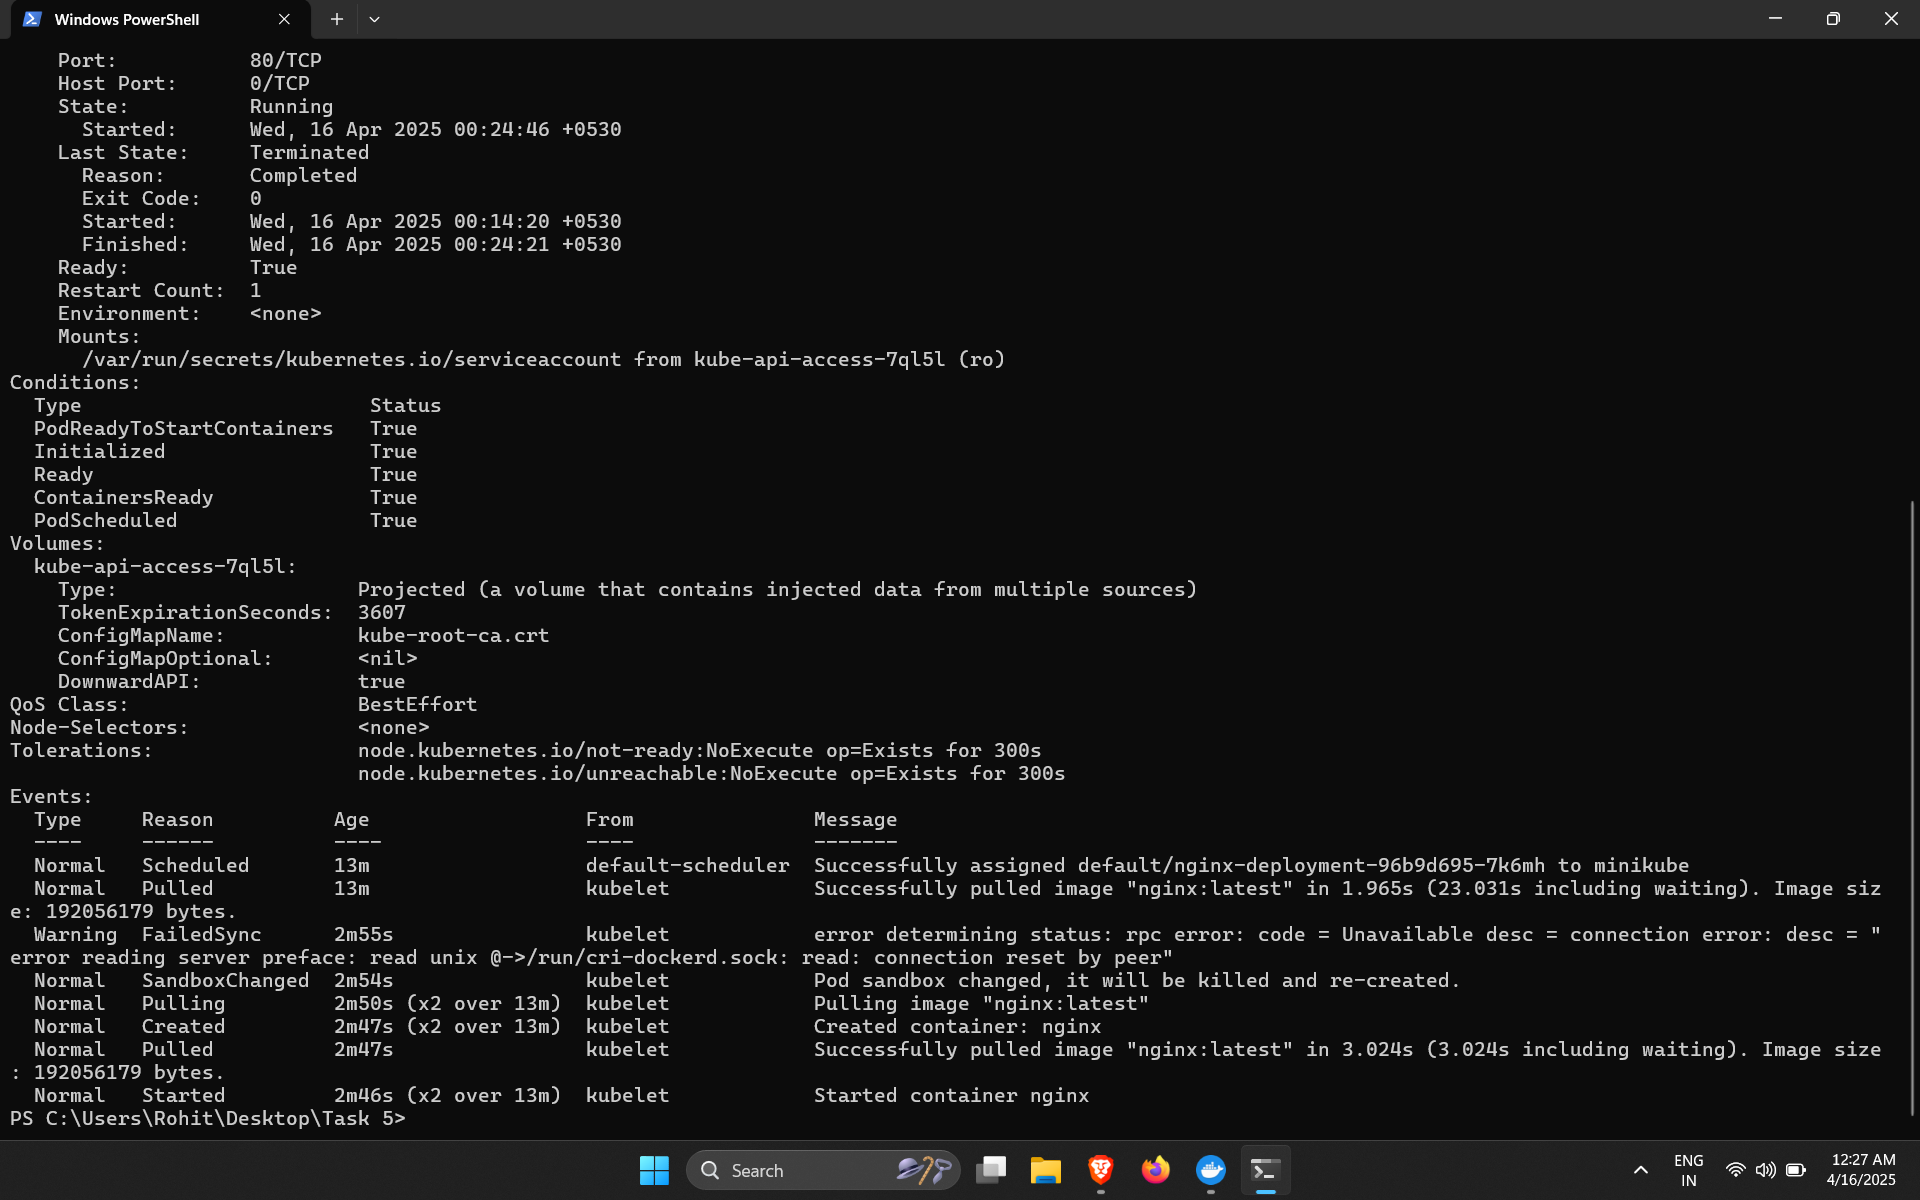 Windows PowerShell
Port: 80/TCP
Host Port: 0/TCP
State: Running
Started: Wed, 16 Apr 2025 00:24:46 +0530
Last State: Terminated
Reason: Completed
Exit Code: 0
Started: Wed, 16 Apr 2025 00:14:20 +0530
Finished: Wed, 16 Apr 2025 00:24:21 +0530
Ready: True
Restart Count: 1
Environment: <none>
Mounts:
/var/run/secrets/kubernetes.io/serviceaccount from kube-api-access-7ql5l (ro)
Conditions:
Type Status
PodReadyToStartContainers True
Initialized True
Ready True
ContainersReady True
PodScheduled True
Volumes:
kube-api-access-7ql5l:
Type: Projected (a volume that contains injected data from multiple sources)
TokenExpirationSeconds: 3607
ConfigMapName: kube-root-ca.crt
ConfigMapOptional: <nil>
DownwardAPI: true
QoS Class: BestEffort
Node-Selectors: <none>
Tolerations: node.kubernetes.io/not-ready:NoExecute op=Exists for 300s
node.kubernetes.io/unreachable:NoExecute op=Exists for 300s
Events:
Type Reason Age From Message
---- ------ ---- ---- -------
Normal Scheduled 13m default-scheduler Successfully assigned default/nginx-deployment-96b9d695-7k6mh to minikube
Normal Pulled 13m kubelet Successfully pulled image "nginx:latest" in 1.965s (23.031s including waiting). Image siz
e: 192056179 bytes.
Warning FailedSync 2m55s kubelet error determining status: rpc error: code = Unavailable desc = connection error: desc = "
error reading server preface: read unix @->/run/cri-dockerd.sock: read: connection reset by peer"
Normal SandboxChanged 2m54s kubelet Pod sandbox changed, it will be killed and re-created.
Normal Pulling 2m50s (x2 over 13m) kubelet Pulling image "nginx:latest"
Normal Created 2m47s (x2 over 13m) kubelet Created container: nginx
Normal Pulled 2m47s kubelet Successfully pulled image "nginx:latest" in 3.024s (3.024s including waiting). Image size
: 192056179 bytes.
Normal Started 2m46s (x2 over 13m) kubelet Started container nginx
PS C:\Users\Rohit\Desktop\Task 5>
Search
ENG
IN
12:27 AM
4/16/2025